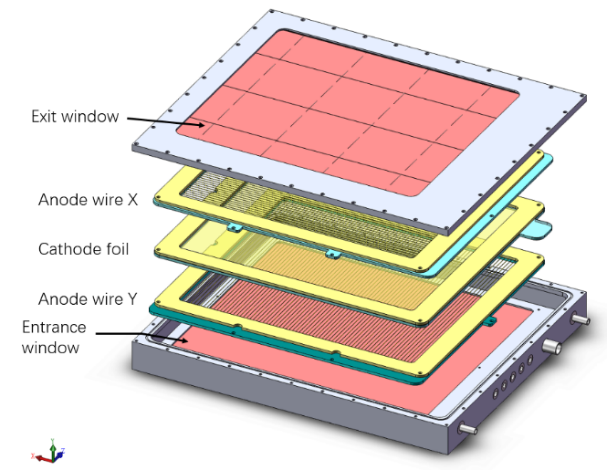 Exit window
Anode wire X
Cathode foil
Anode wire Y
Entrance
window